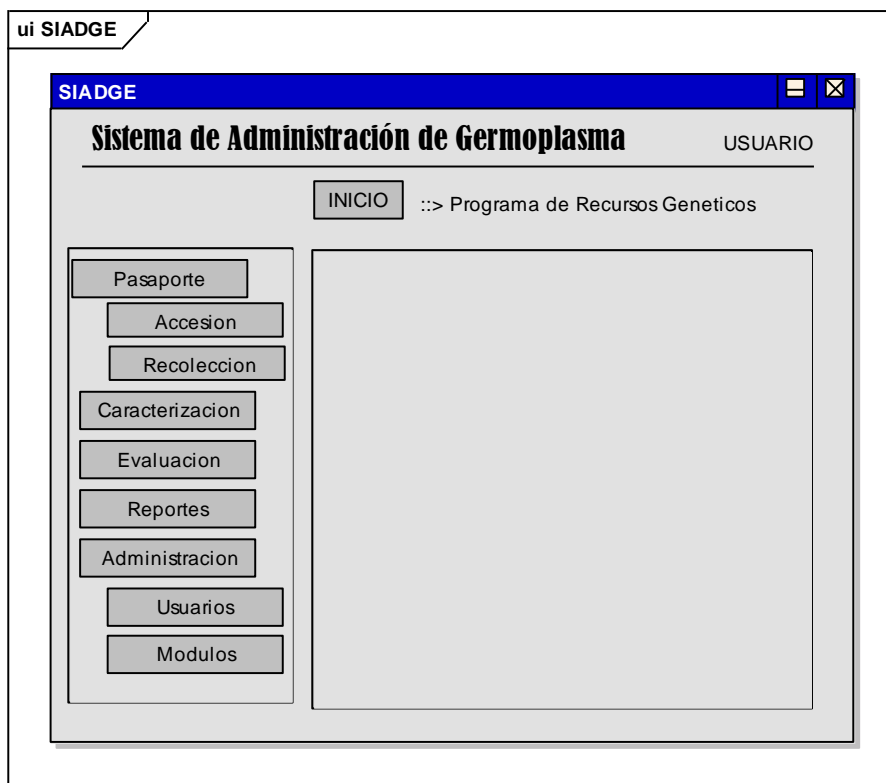 ui SIADGE
SIADGE
Sistema de Administración de Germoplasma
USUARIO
INICIO ::> Programa de Recursos Geneticos
Pasaporte
Accesion
Recoleccion
Caracterizacion
Evaluacion
Reportes
Administracion
Usuarios
Modulos